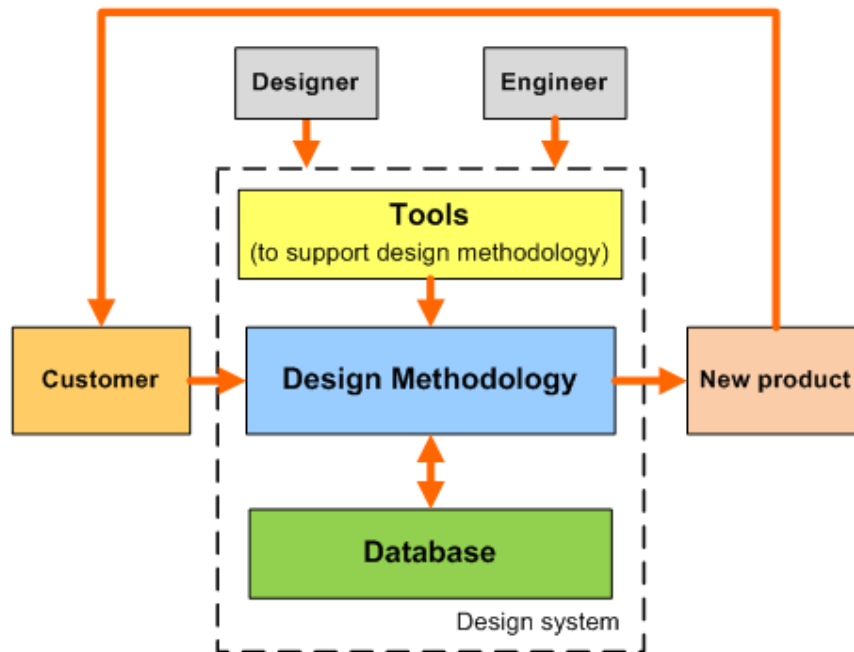 Designer
Engineer
Tools
(to support design methodology)
Customer
Design Methodology
New product
Database
Design system